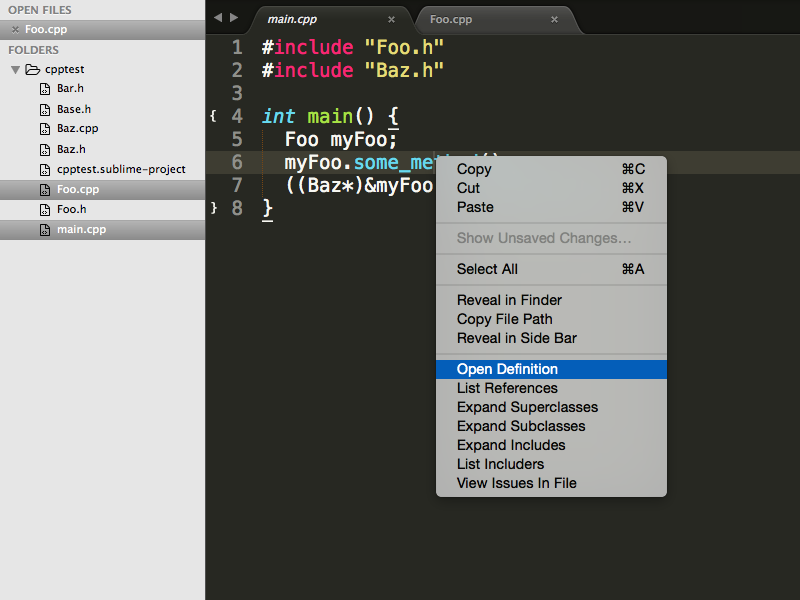 OPEN FILES
Foo.cpp
FOLDERS
cpptest
Bar.h
Base.h
Baz.cpp
Baz.h
cpptest.sublime-project
Foo.cpp
Foo.h
main.cpp
main.cpp
Foo.cpp
1 #include "Foo.h"
2 #include "Baz.h"
3
{ 4 int main() {
5 Foo myFoo;
6 myFoo.
7 ((Baz*)&myFoo
} 8 }
Copy ⌘C
Cut ⌘X
Paste ⌘V
Show Unsaved Changes...
Select All ⌘A
Reveal in Finder
Copy File Path
Reveal in Side Bar
Open Definition
List References
Expand Superclasses
Expand Subclasses
Expand Includes
List Includers
View Issues In File